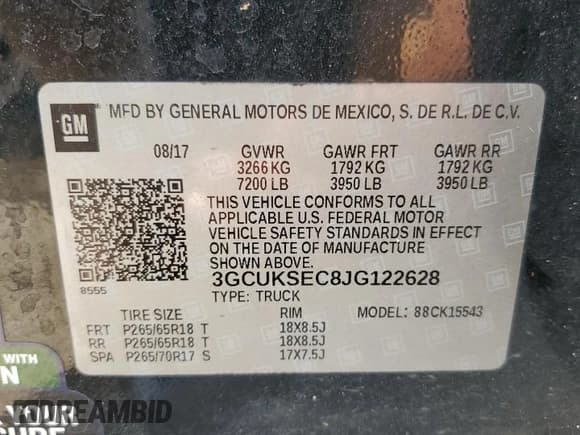 GM
MFD BY GENERAL MOTORS DE MEXICO, S. DE R.L. DE C.V.
08/17 GVWR GAWR FRT GAWR RR
3266 KG 1792 KG 1792 KG
7200 LB 3950 LB 3950 LB
THIS VEHICLE CONFORMS TO ALL
APPLICABLE U.S. FEDERAL MOTOR
VEHICLE SAFETY STANDARDS IN EFFECT
ON THE DATE OF MANUFACTURE
SHOWN ABOVE.
8555
3GCUKSEC8JG122628
TYPE: TRUCK MODEL: 88CK15543
TIRE SIZE RIM
FRT P265/65R18 T 18X8.5J
RR P265/65R18 T 18X8.5J
SPA P265/70R17 S 17X7.5J
WITH
N
YOUR
DREAMBID